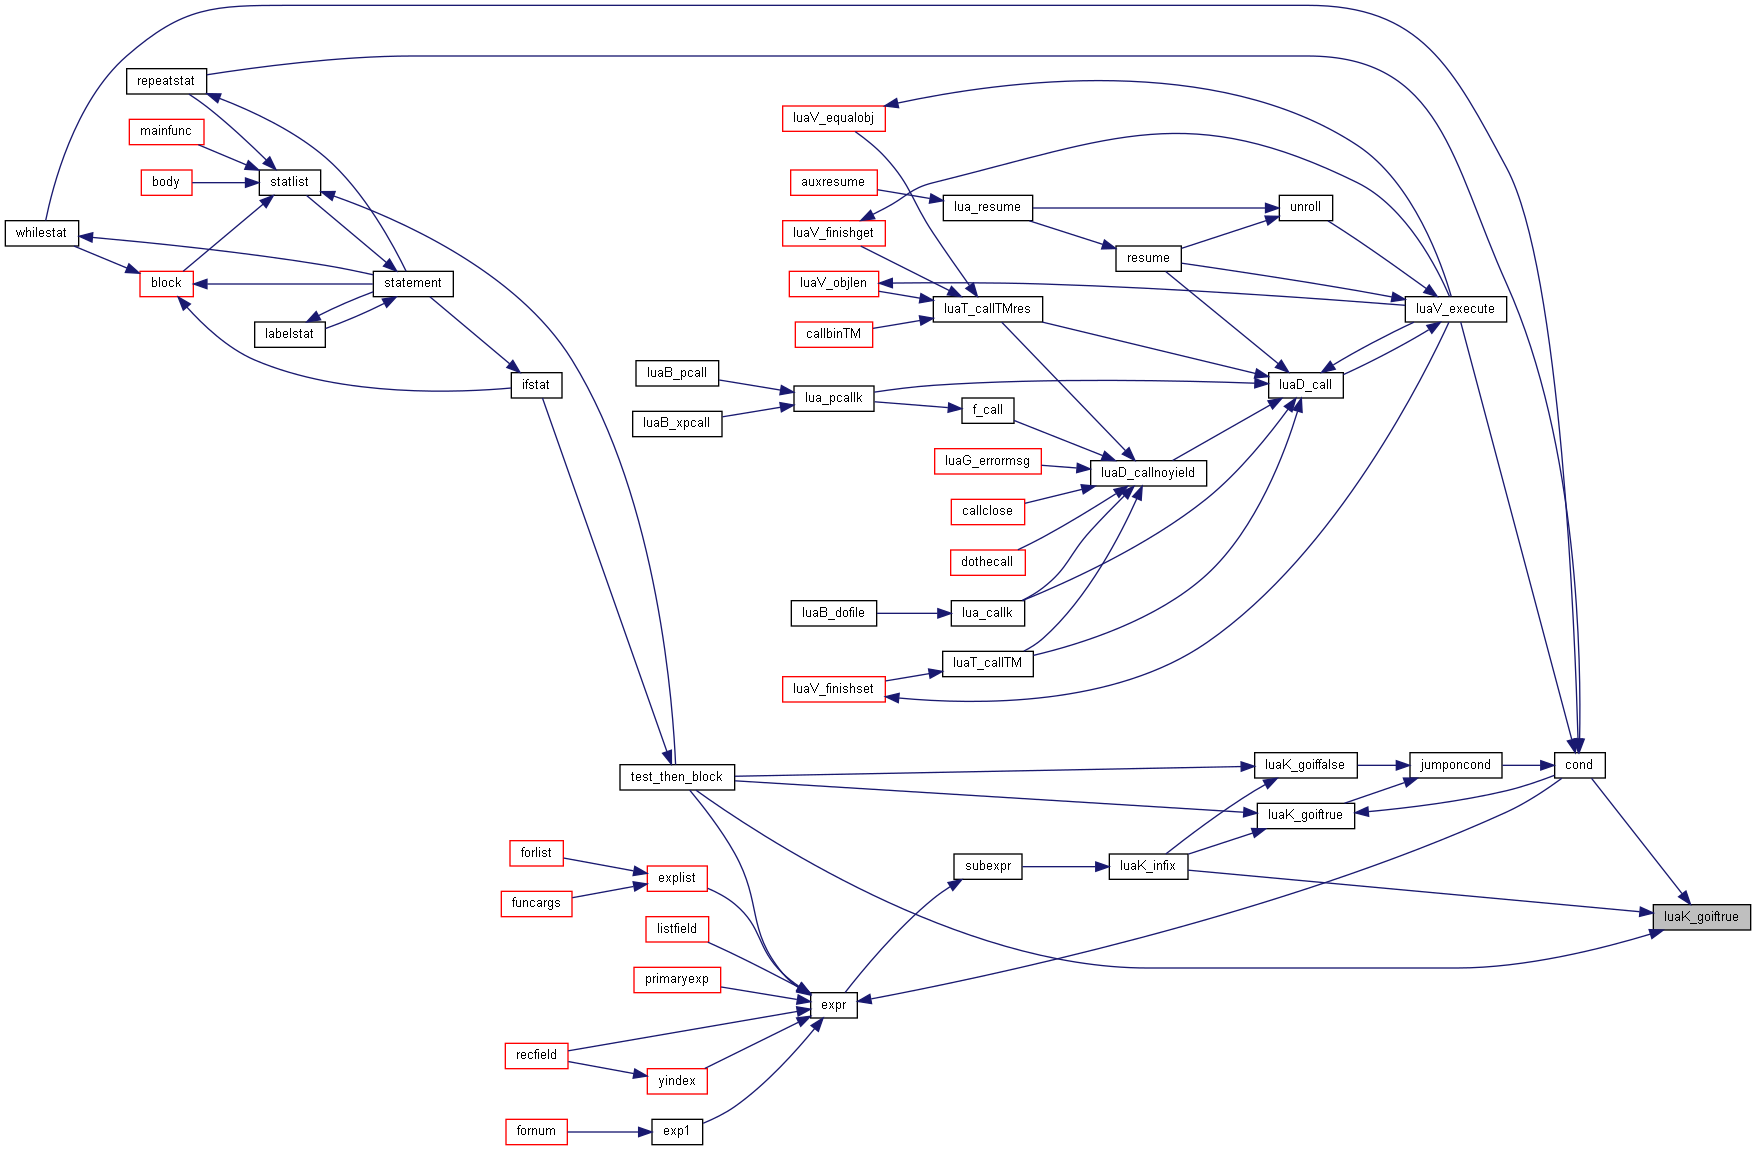 repeatstat
mainfunc
body
statlist
whilestat
block
statement
labelstat
ifstat
luaV_equalobj
auxresume
lua_resume
unroll
luaV_finishget
resume
luaV_objlen
luaT_callTMres
luaV_execute
callbinTM
luaB_pcall
lua_pcallk
f_call
luaD_call
luaB_xpcall
luaG_errormsg
luaD_callnoyield
callclose
dothecall
luaB_dofile
lua_callk
luaT_callTM
luaV_finishset
test_then_block
luaK_goiffalse
jumponcond
cond
luaK_goiftrue
forlist
explist
subexpr
luaK_infix
funcargs
listfield
luaK_goiftrue
primaryexp
expr
recfield
yindex
fornum
exp1